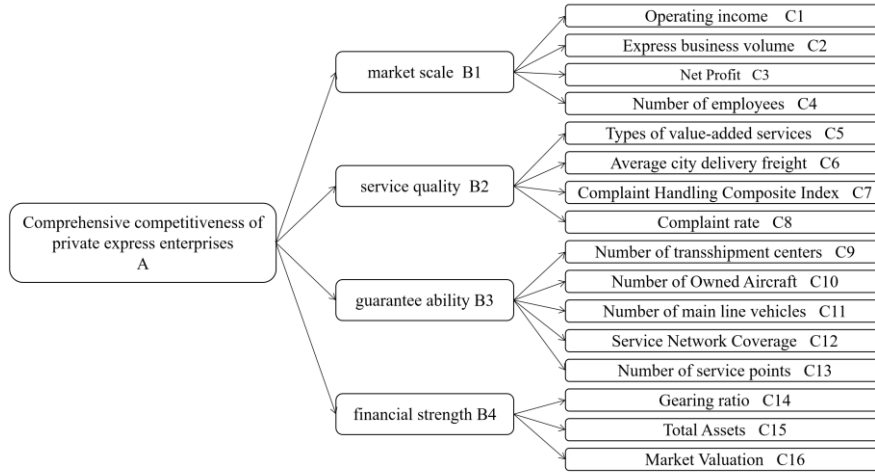 Comprehensive competitiveness of
private express enterprises
A
market scale B1
service quality B2
guarantee ability B3
financial strength B4
Operating income C1
Express business volume C2
Net Profit C3
Number of employees C4
Types of value-added services C5
Average city delivery freight C6
Complaint Handling Composite Index C7
Complaint rate C8
Number of transshipment centers C9
Number of Owned Aircraft C10
Number of main line vehicles C11
Service Network Coverage C12
Number of service points C13
Gearing ratio C14
Total Assets C15
Market Valuation C16